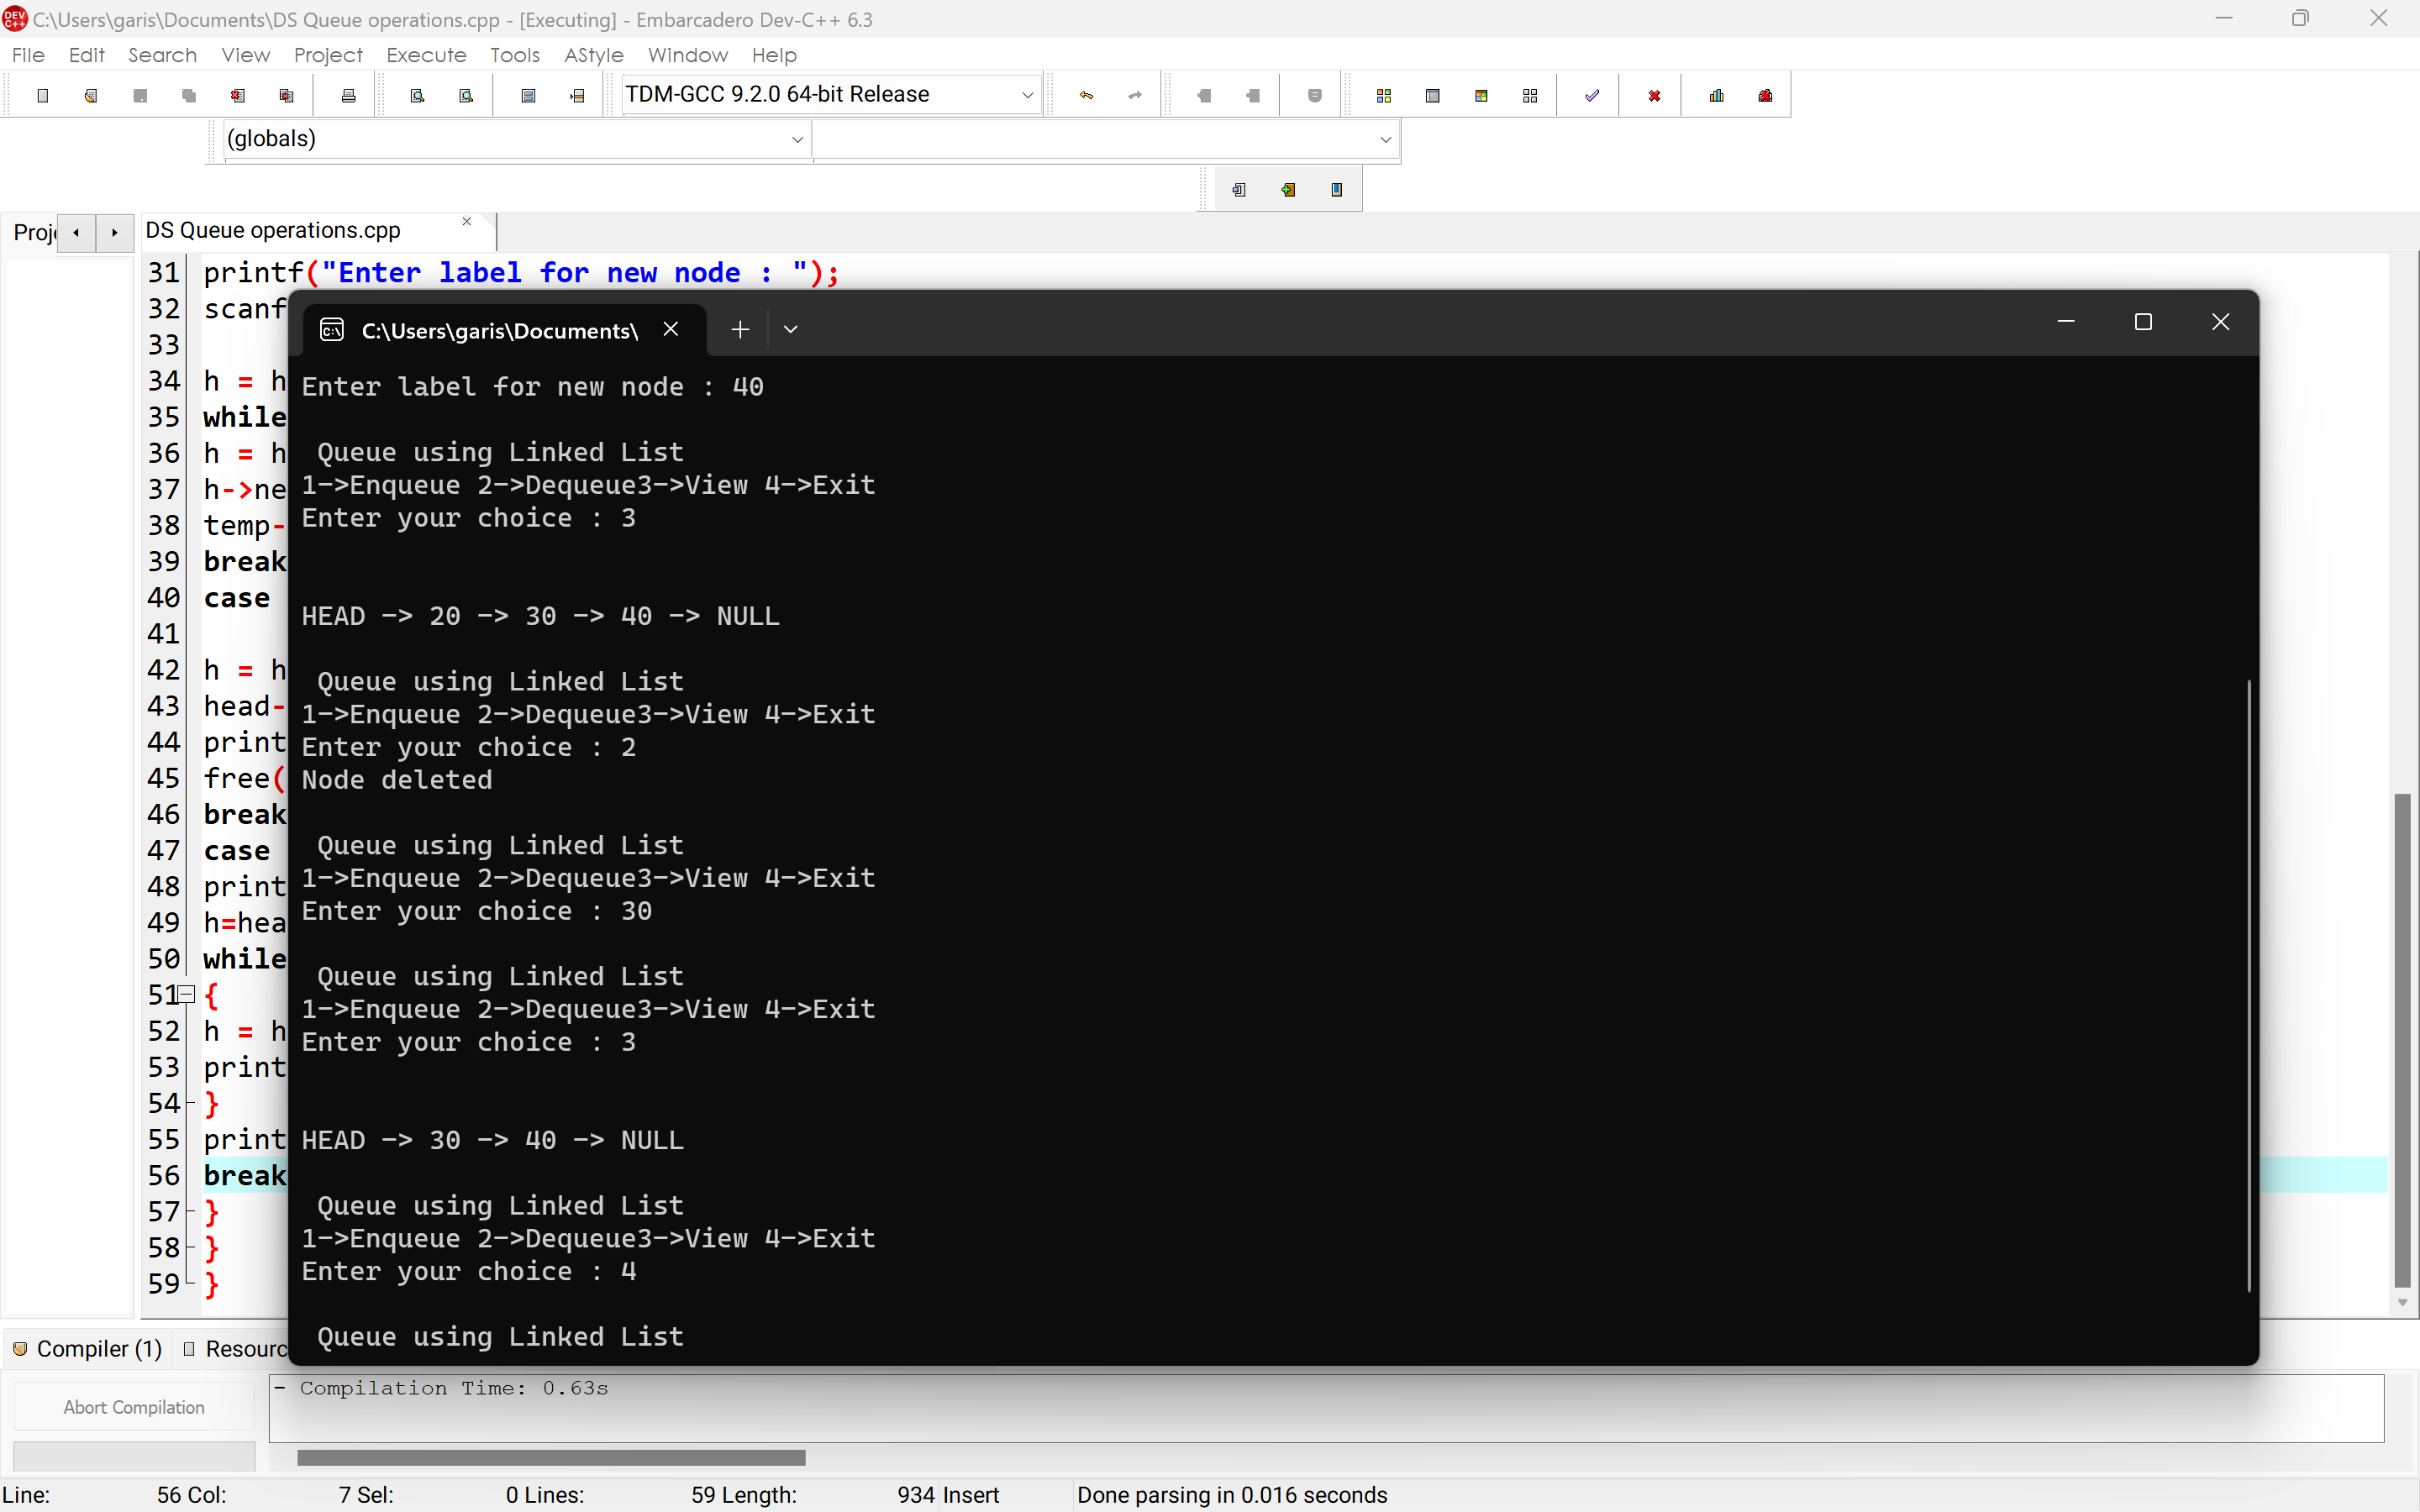 C:\Users\garis\Documents\DS Queue operations.cpp - [Executing] - Embarcadero Dev-C++ 6.3
File Edit Search View Project Execute Tools AStyle Window Help
TDM-GCC 9.2.0 64-bit Release
(globals)
DS Queue operations.cpp
31 printf("Enter label for new node : ");
32 scanf
33
34 h = h
35 while
36 h = h
37 h->ne
38 temp-
39 break
40 case
41
42 h = h
43 head-
44 print
45 free(
46 break
47 case
48 print
49 h=hea
50 while
51 {
52 h = h
53 print
54 }
55 print
56 break
57 }
58 }
59 }
C:\Users\garis\Documents\
Enter label for new node : 40
Queue using Linked List
1->Enqueue 2->Dequeue3->View 4->Exit
Enter your choice : 3
HEAD -> 20 -> 30 -> 40 -> NULL
Queue using Linked List
1->Enqueue 2->Dequeue3->View 4->Exit
Enter your choice : 2
Node deleted
Queue using Linked List
1->Enqueue 2->Dequeue3->View 4->Exit
Enter your choice : 30
Queue using Linked List
1->Enqueue 2->Dequeue3->View 4->Exit
Enter your choice : 3
HEAD -> 30 -> 40 -> NULL
Queue using Linked List
1->Enqueue 2->Dequeue3->View 4->Exit
Enter your choice : 4
Queue using Linked List
Compiler (1) Resourc
Abort Compilation
- Compilation Time: 0.63s
Line: 56 Col: 7 Sel: 0 Lines: 59 Length: 934 Insert Done parsing in 0.016 seconds